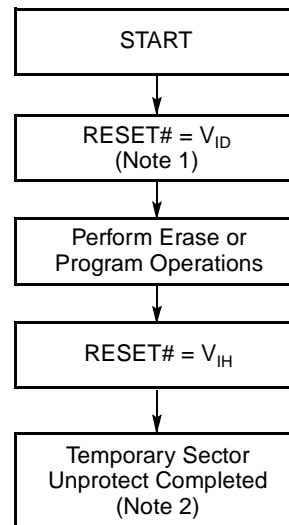 START
RESET# = V_ID
(Note 1)
Perform Erase or
Program Operations
RESET# = V_IH
Temporary Sector
Unprotect Completed
(Note 2)